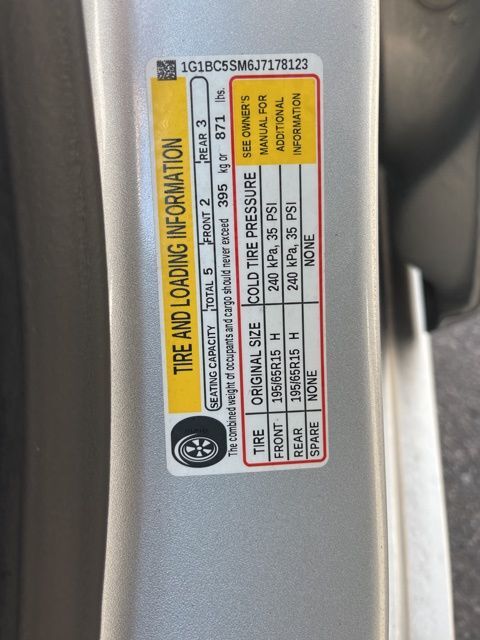 1G1BC5SM6J7178123
TIRE AND LOADING INFORMATION
SEATING CAPACITY TOTAL 5 FRONT 2 REAR 3
The combined weight of occupants and cargo should never exceed 395 kg or 871 lbs.
TIRE ORIGINAL SIZE COLD TIRE PRESSURE
FRONT 195/65R15 H 240 kPa, 35 PSI
REAR 195/65R15 H 240 kPa, 35 PSI
SPARE NONE NONE
SEE OWNER'S
MANUAL FOR
ADDITIONAL
INFORMATION